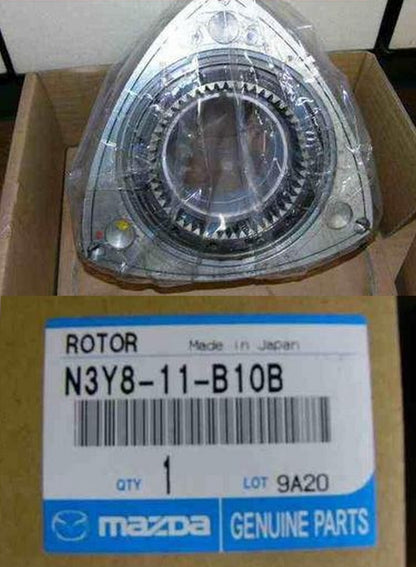 ROTOR Made in Japan
N3Y8-11-B10B
QTY 1 LOT 9A20
mazda GENUINE PARTS